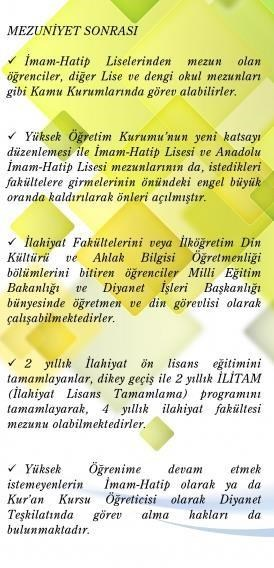 MEZUNİYET SONRASI
✓ İmam-Hatip Liselerinden mezun olan
öğrenciler, diğer Lise ve dengi okul mezunları
gibi Kamu Kurumlarında görev alabilirler.
✓ Yüksek Öğretim Kurumu’nun yeni katsayı
düzenlemesi ile İmam-Hatip Lisesi ve Anadolu
İmam-Hatip Lisesi mezunlarının da, istedikleri
fakültelere girmelerinin önündeki engel büyük
oranda kaldırılarak önleri açılmıştır.
✓ İlahiyat Fakültelerini veya İlköğretim Din
Kültürü ve Ahlak Bilgisi Öğretmenliği
bölümlerini bitiren öğrenciler Milli Eğitim
Bakanlığı ve Diyanet İşleri Başkanlığı
bünyesinde öğretmen ve din görevlisi olarak
çalışabilmektedirler.
✓ 2 yıllık İlahiyat ön lisans eğitimini
tamamlayanlar, dikey geçiş ile 2 yıllık İLİTAM
(İlahiyat Lisans Tamamlama) programını
tamamlayarak, 4 yıllık ilahiyat fakültesi
mezunu olabilmektedirler.
✓ Yüksek Öğrenime devam etmek
istemeyenlerin İmam-Hatip olarak ya da
Kur’an Kursu Öğreticisi olarak Diyanet
Teşkilatında görev alma hakları da
bulunmaktadır.